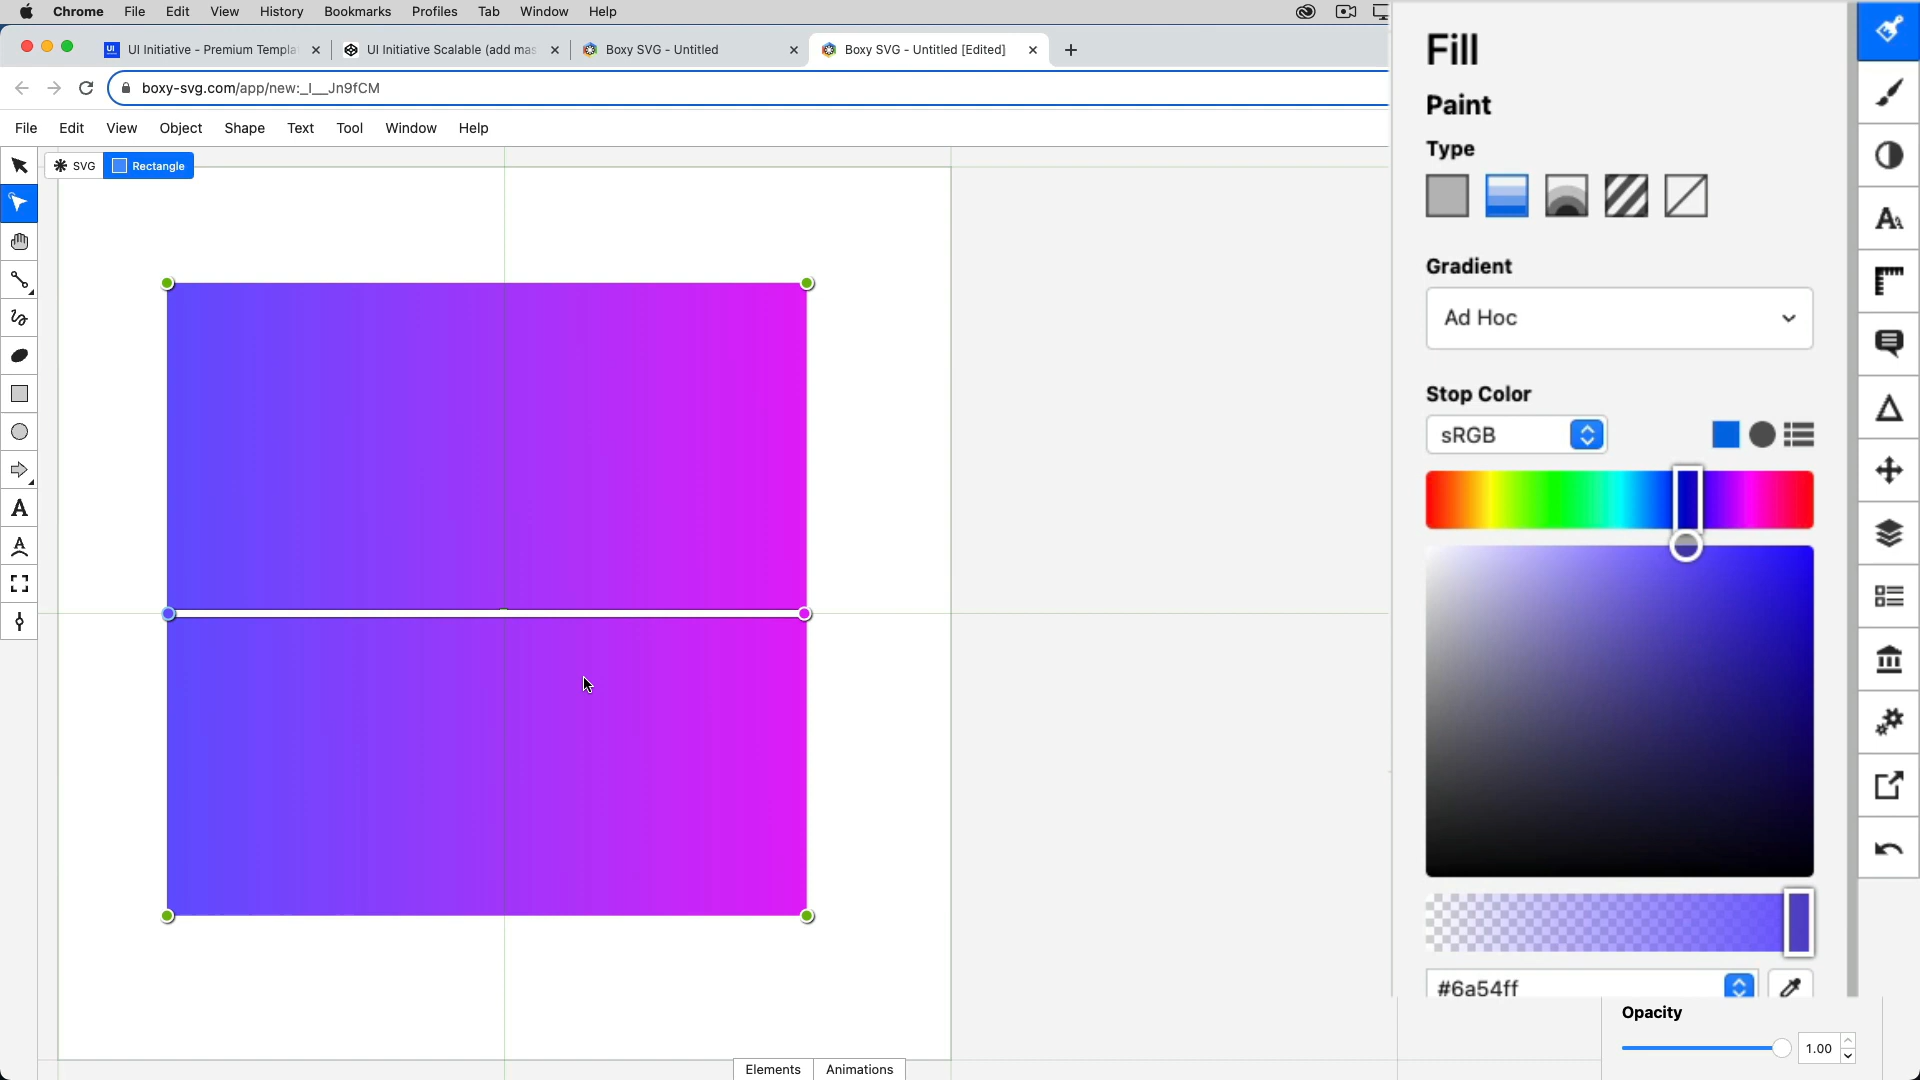 Chrome File Edit View History Bookmarks Profiles Tab Window Help
UI UI Initiative - Premium Templa
UI Initiative Scalable (add mas
Boxy SVG - Untitled
Boxy SVG - Untitled [Edited]
boxy-svg.com/app/new:_I__Jn9fCM
File Edit View Object Shape Text Tool Window Help
SVG Rectangle
Fill
Paint
Type
Gradient
Ad Hoc
Stop Color
sRGB
#6a54ff
Opacity
1.00
Elements Animations